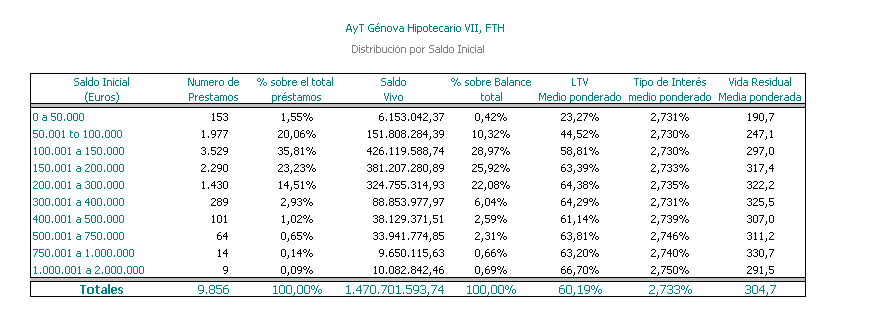 AyT Génova Hipotecario VII, FTH
Distribución por Saldo Inicial
Saldo Inicial Numero de % sobre el total Saldo % sobre Balance LTV Tipo de Interés Vida Residual
(Euros) Prestamos préstamos Vivo total Medio ponderado medio ponderado Media ponderada
0 a 50.000 153 1,55% 6.153.042,37 0,42% 23,27% 2,731% 190,7
50.001 to 100.000 1.977 20,06% 151.808.284,39 10,32% 44,52% 2,730% 247,1
100.001 a 150.000 3.529 35,81% 426.119.588,74 28,97% 58,81% 2,730% 297,0
150.001 a 200.000 2.290 23,23% 381.207.280,89 25,92% 63,39% 2,733% 317,4
200.001 a 300.000 1.430 14,51% 324.755.314,93 22,08% 64,38% 2,735% 322,2
300.001 a 400.000 289 2,93% 88.853.977,97 6,04% 64,29% 2,731% 325,5
400.001 a 500.000 101 1,02% 38.129.371,51 2,59% 61,14% 2,739% 307,0
500.001 a 750.000 64 0,65% 33.941.774,85 2,31% 63,81% 2,746% 311,2
750.001 a 1.000.000 14 0,14% 9.650.115,63 0,66% 63,20% 2,740% 330,7
1.000.001 a 2.000.000 9 0,09% 10.082.842,46 0,69% 66,70% 2,750% 291,5
Totales 9.856 100,00% 1.470.701.593,74 100,00% 60,19% 2,733% 304,7